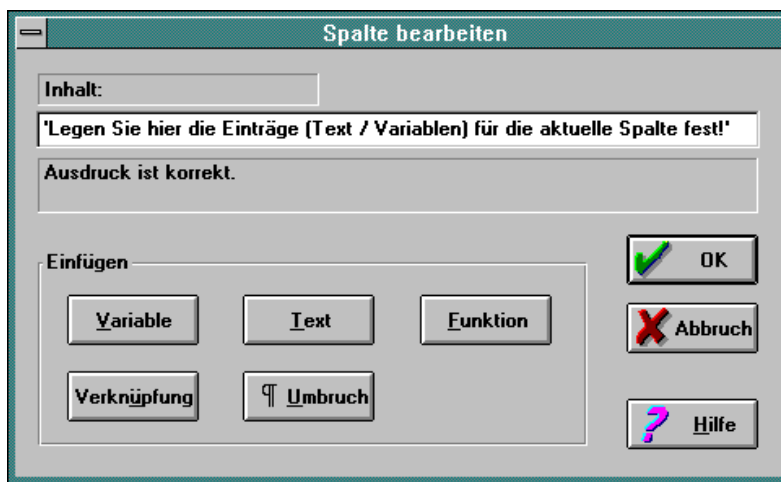 Spalte bearbeiten
Inhalt:
'Legen Sie hier die Einträge (Text / Variablen) für die aktuelle Spalte fest!'
Ausdruck ist korrekt.
Einfügen
OK
Variable Text Funktion
Abbruch
Verknüpfung ¶ Umbruch
Hilfe